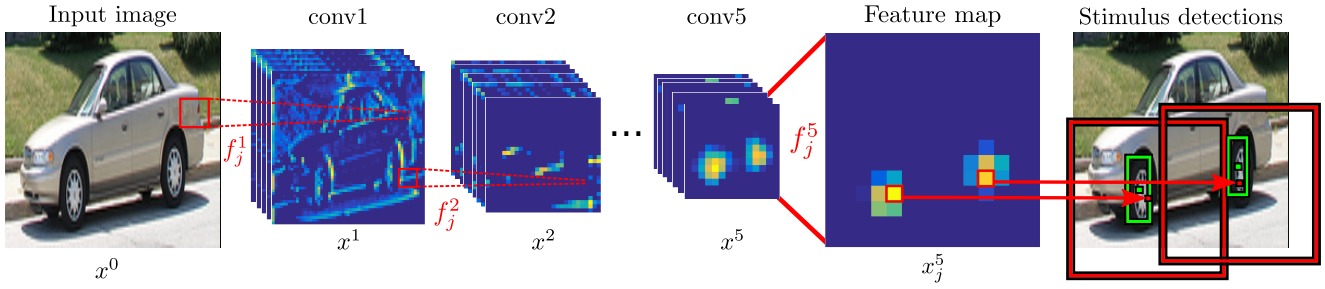 Input image
conv1
conv2
conv5
Feature map
Stimulus detections
f_j^1
f_j^2
...
f_j^5
x^0
x^1
x^2
x^5
x_j^5